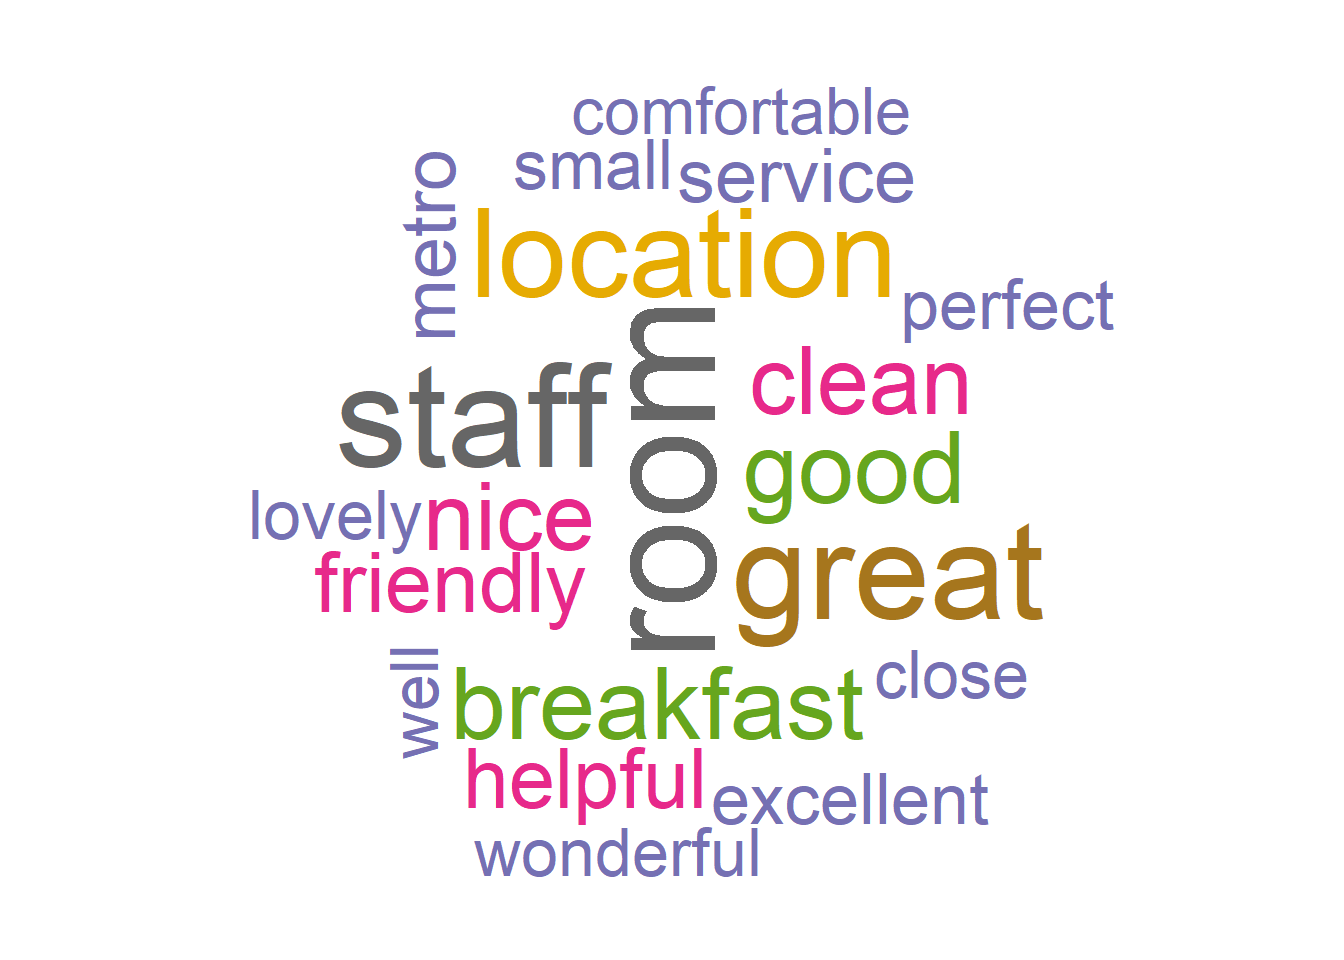 comfortable
small service
metro
location
perfect
room
staff
clean
good
lovely nice
friendly
great
well
breakfast
close
helpful
excellent
wonderful